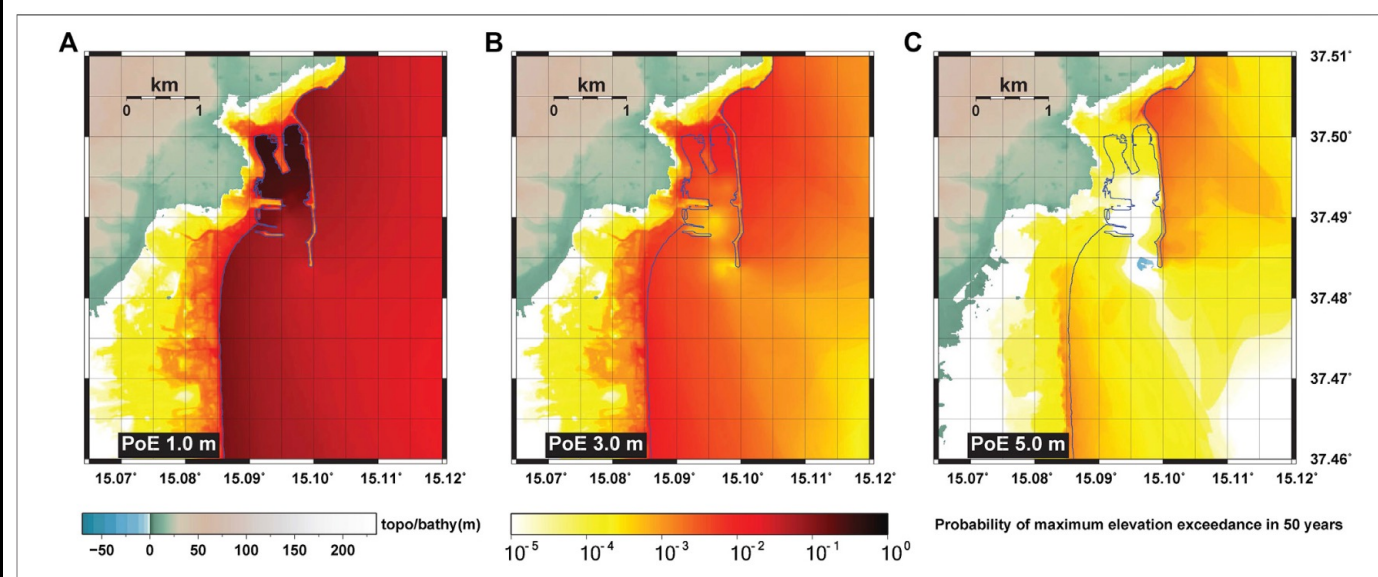 A
B
C
km
0 1
km
0 1
km
0 1
37.51°
37.50°
37.49°
37.48°
37.47°
37.46°
PoE 1.0 m
PoE 3.0 m
PoE 5.0 m
15.07° 15.08° 15.09° 15.10° 15.11° 15.12°
15.07° 15.08° 15.09° 15.10° 15.11° 15.12°
15.07° 15.08° 15.09° 15.10° 15.11° 15.12°
topo/bathy(m)
−50 0 50 100 150 200
10⁻⁵ 10⁻⁴ 10⁻³ 10⁻² 10⁻¹ 10⁰
Probability of maximum elevation exceedance in 50 years